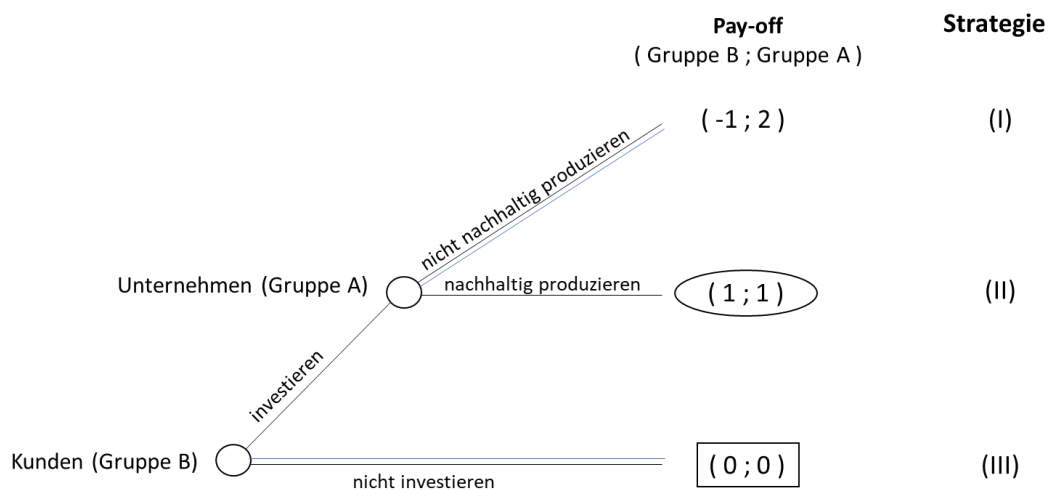 Pay-off
Strategie
( Gruppe B ; Gruppe A )
( -1 ; 2 )
(I)
nicht nachhaltig produzieren
Unternehmen (Gruppe A)
nachhaltig produzieren
( 1 ; 1 )
(II)
investieren
Kunden (Gruppe B)
nicht investieren
( 0 ; 0 )
(III)